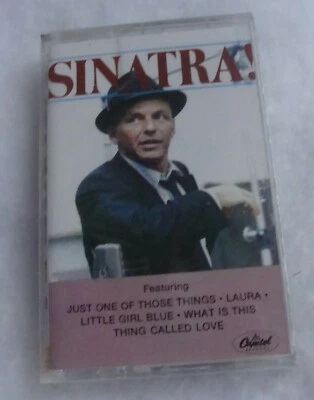 SINATRA!
Featuring
JUST ONE OF THOSE THINGS • LAURA •
LITTLE GIRL BLUE • WHAT IS THIS
THING CALLED LOVE
Capitol